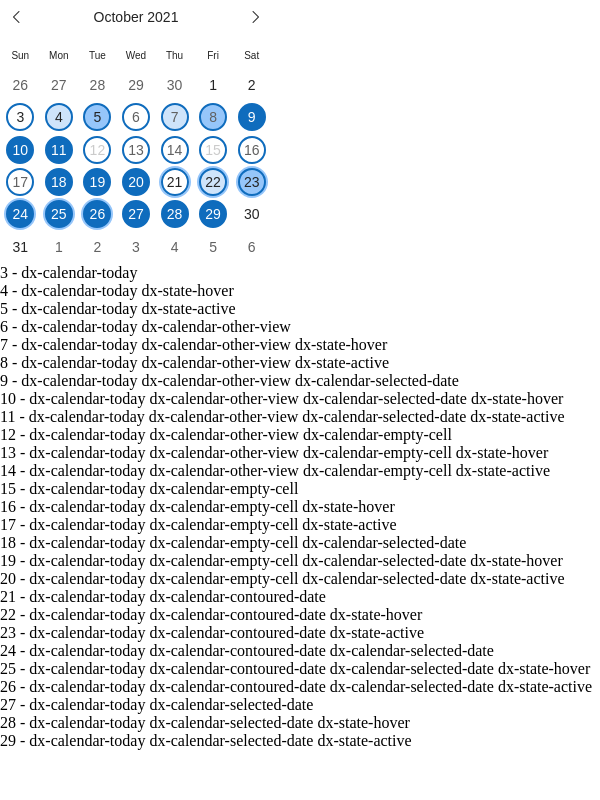 October 2021
Sun Mon Tue Wed Thu Fri Sat
26 27 28 29 30 1 2
3 4 5 6 7 8 9
10 11 12 13 14 15 16
17 18 19 20 21 22 23
24 25 26 27 28 29 30
31 1 2 3 4 5 6
3 - dx-calendar-today
4 - dx-calendar-today dx-state-hover
5 - dx-calendar-today dx-state-active
6 - dx-calendar-today dx-calendar-other-view
7 - dx-calendar-today dx-calendar-other-view dx-state-hover
8 - dx-calendar-today dx-calendar-other-view dx-state-active
9 - dx-calendar-today dx-calendar-other-view dx-calendar-selected-date
10 - dx-calendar-today dx-calendar-other-view dx-calendar-selected-date dx-state-hover
11 - dx-calendar-today dx-calendar-other-view dx-calendar-selected-date dx-state-active
12 - dx-calendar-today dx-calendar-other-view dx-calendar-empty-cell
13 - dx-calendar-today dx-calendar-other-view dx-calendar-empty-cell dx-state-hover
14 - dx-calendar-today dx-calendar-other-view dx-calendar-empty-cell dx-state-active
15 - dx-calendar-today dx-calendar-empty-cell
16 - dx-calendar-today dx-calendar-empty-cell dx-state-hover
17 - dx-calendar-today dx-calendar-empty-cell dx-state-active
18 - dx-calendar-today dx-calendar-empty-cell dx-calendar-selected-date
19 - dx-calendar-today dx-calendar-empty-cell dx-calendar-selected-date dx-state-hover
20 - dx-calendar-today dx-calendar-empty-cell dx-calendar-selected-date dx-state-active
21 - dx-calendar-today dx-calendar-contoured-date
22 - dx-calendar-today dx-calendar-contoured-date dx-state-hover
23 - dx-calendar-today dx-calendar-contoured-date dx-state-active
24 - dx-calendar-today dx-calendar-contoured-date dx-calendar-selected-date
25 - dx-calendar-today dx-calendar-contoured-date dx-calendar-selected-date dx-state-hover
26 - dx-calendar-today dx-calendar-contoured-date dx-calendar-selected-date dx-state-active
27 - dx-calendar-today dx-calendar-selected-date
28 - dx-calendar-today dx-calendar-selected-date dx-state-hover
29 - dx-calendar-today dx-calendar-selected-date dx-state-active